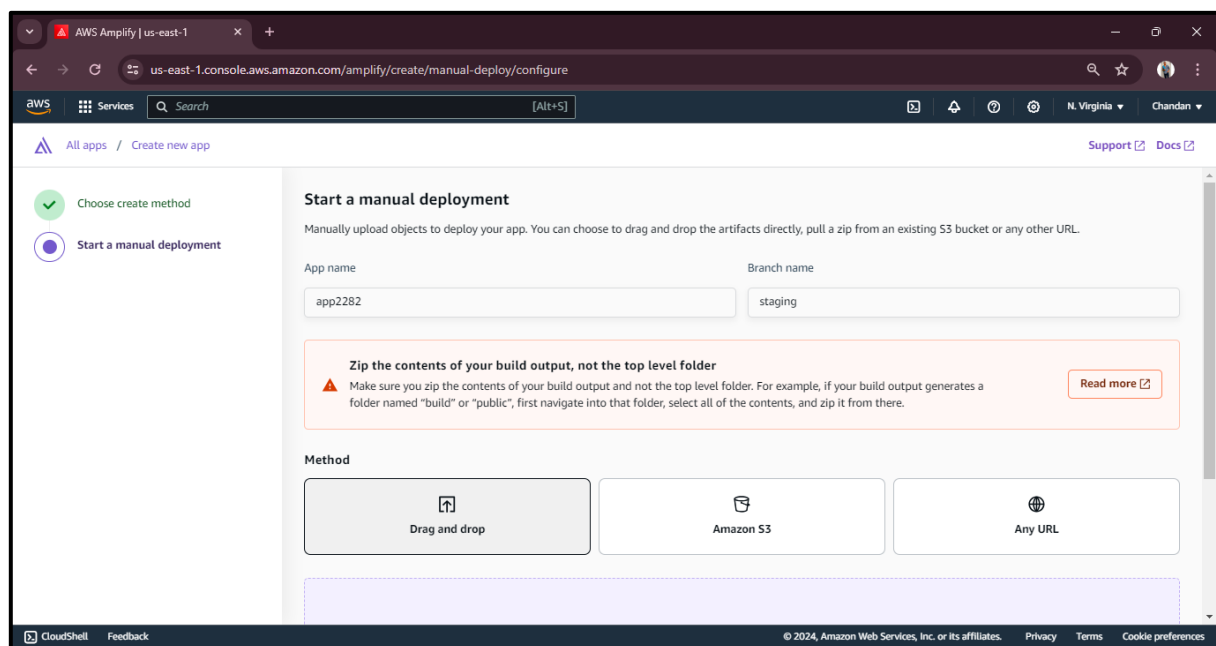 AWS Amplify | us-east-1
us-east-1.console.aws.amazon.com/amplify/create/manual-deploy/configure
aws Services Search [Alt+S] N. Virginia Chandan
All apps / Create new app Support Docs
Choose create method
Start a manual deployment
Start a manual deployment
Manually upload objects to deploy your app. You can choose to drag and drop the artifacts directly, pull a zip from an existing S3 bucket or any other URL.
App name Branch name
app2282 staging
Zip the contents of your build output, not the top level folder
Make sure you zip the contents of your build output and not the top level folder. For example, if your build output generates a
folder named “build” or “public”, first navigate into that folder, select all of the contents, and zip it from there.
Read more
Method
Drag and drop Amazon S3 Any URL
CloudShell Feedback © 2024, Amazon Web Services, Inc. or its affiliates. Privacy Terms Cookie preferences